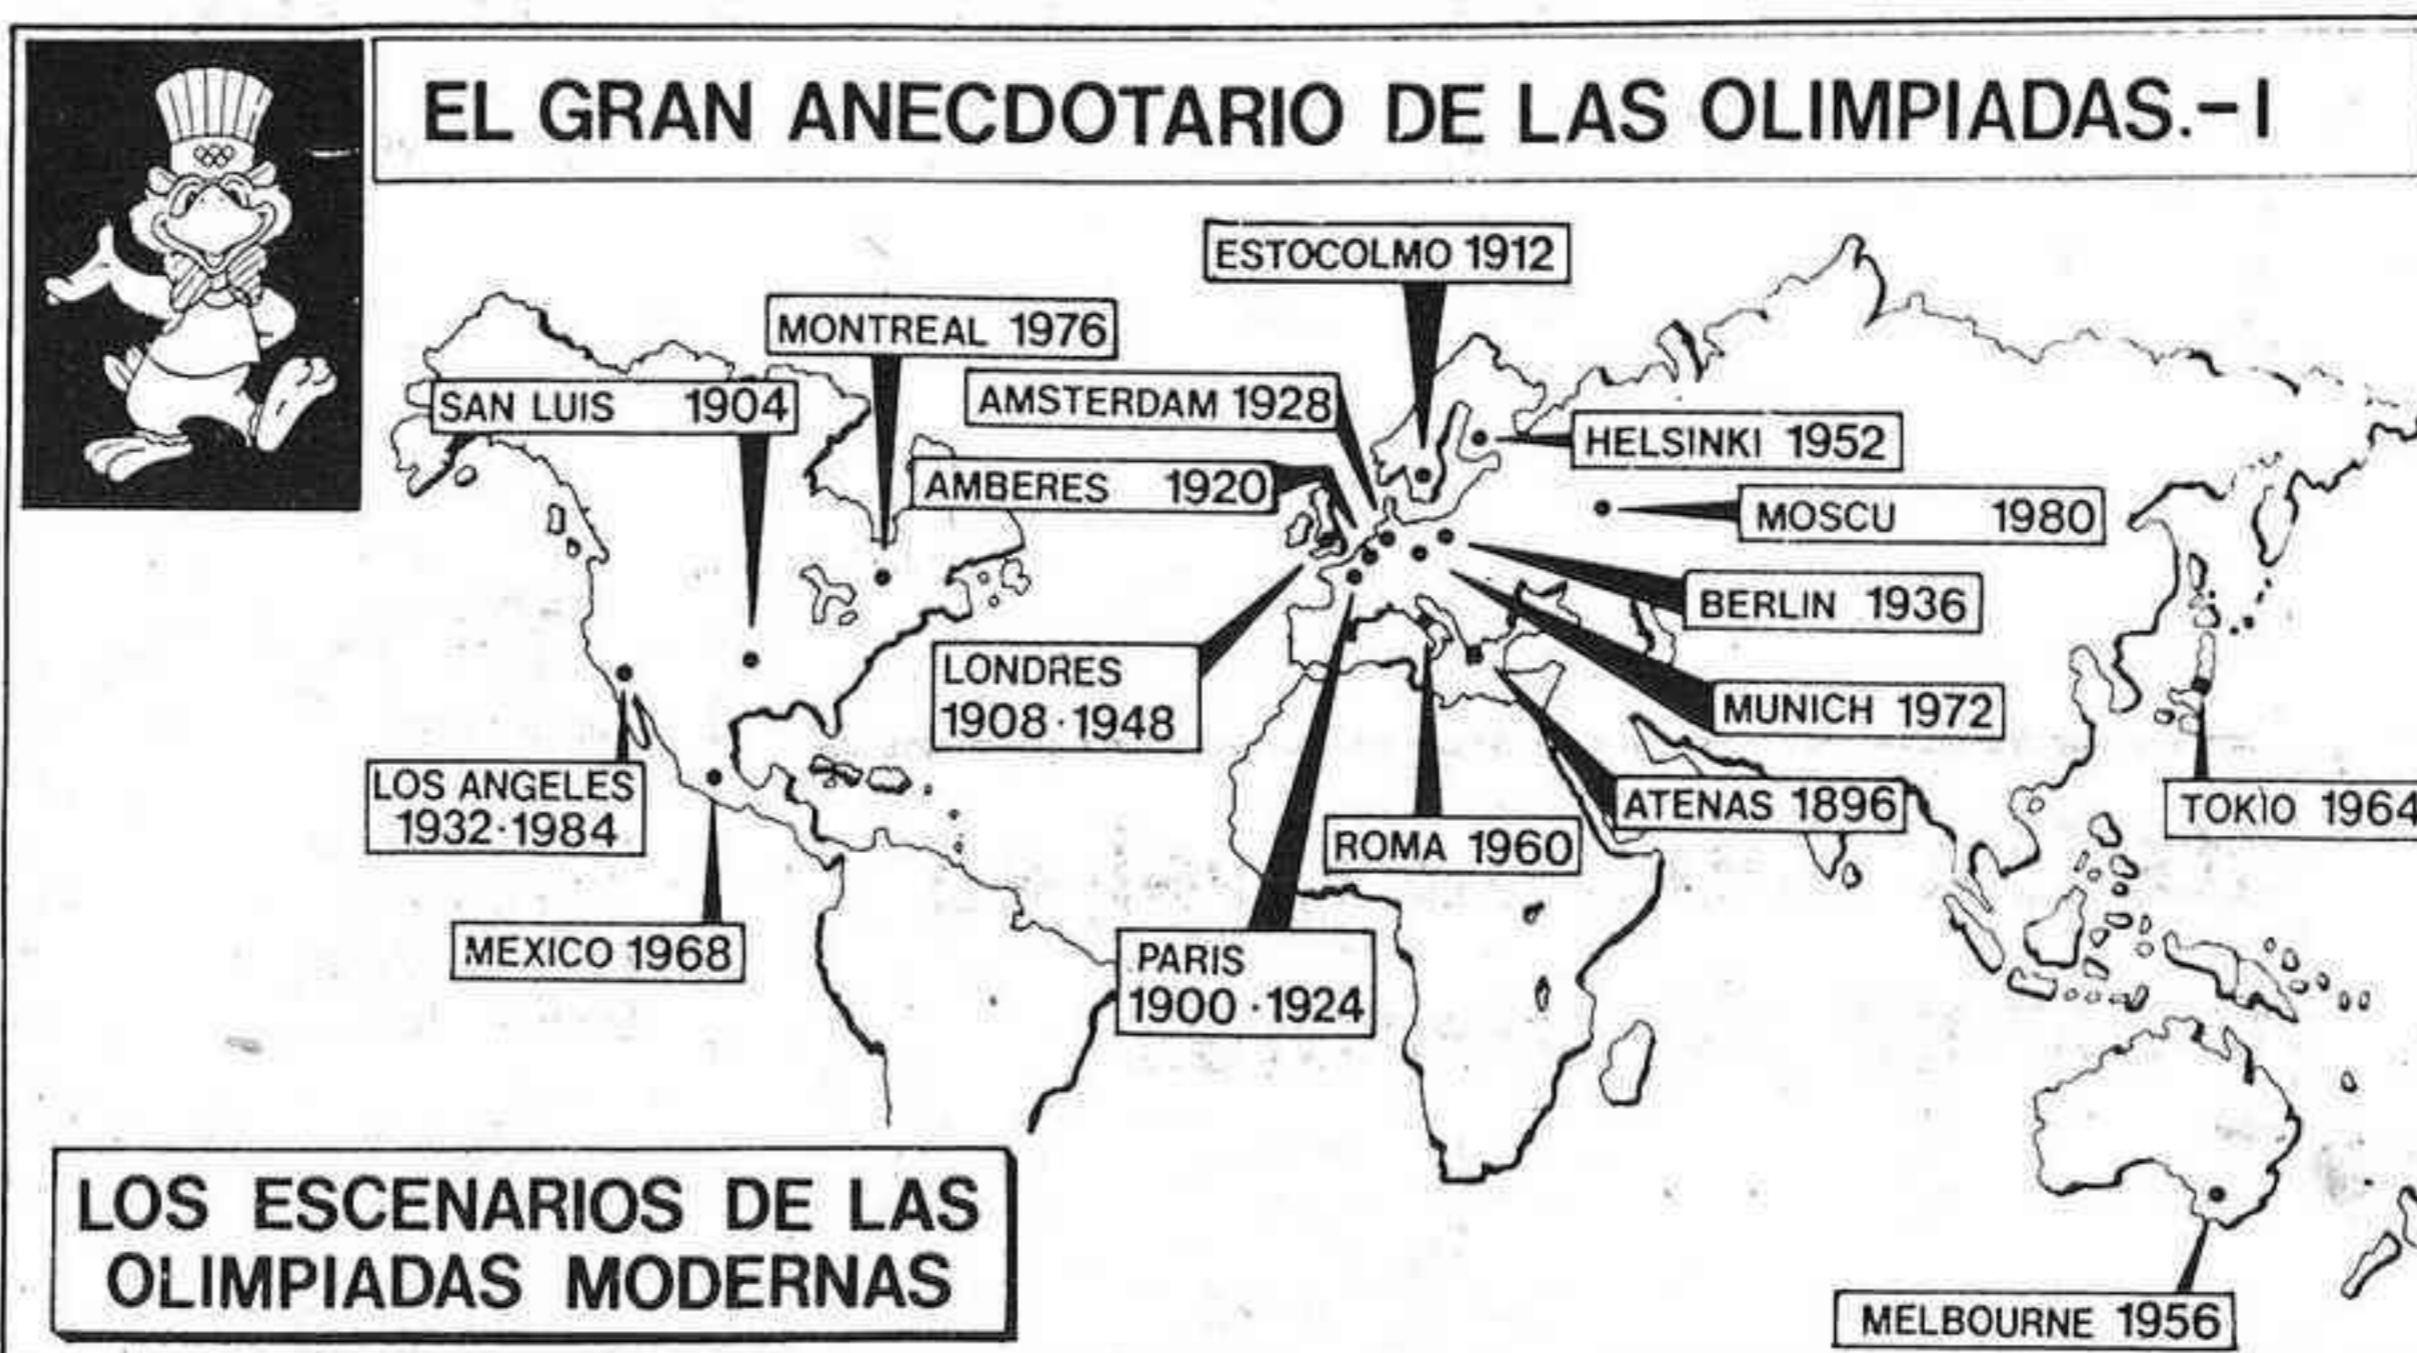 EL GRAN ANECDOTARIO DE LAS OLIMPIADAS.-I
ESTOCOLMO 1912
MONTREAL 1976
SAN LUIS 1904
AMSTERDAM 1928
HELSINKI 1952
AMBERES 1920
MOSCU 1980
BERLIN 1936
LONDRES
1908·1948
MUNICH 1972
LOS ANGELES
1932·1984
ATENAS 1896
TOKIO 1964
ROMA 1960
MEXICO 1968
PARIS
1900·1924
LOS ESCENARIOS DE LAS
OLIMPIADAS MODERNAS
MELBOURNE 1956